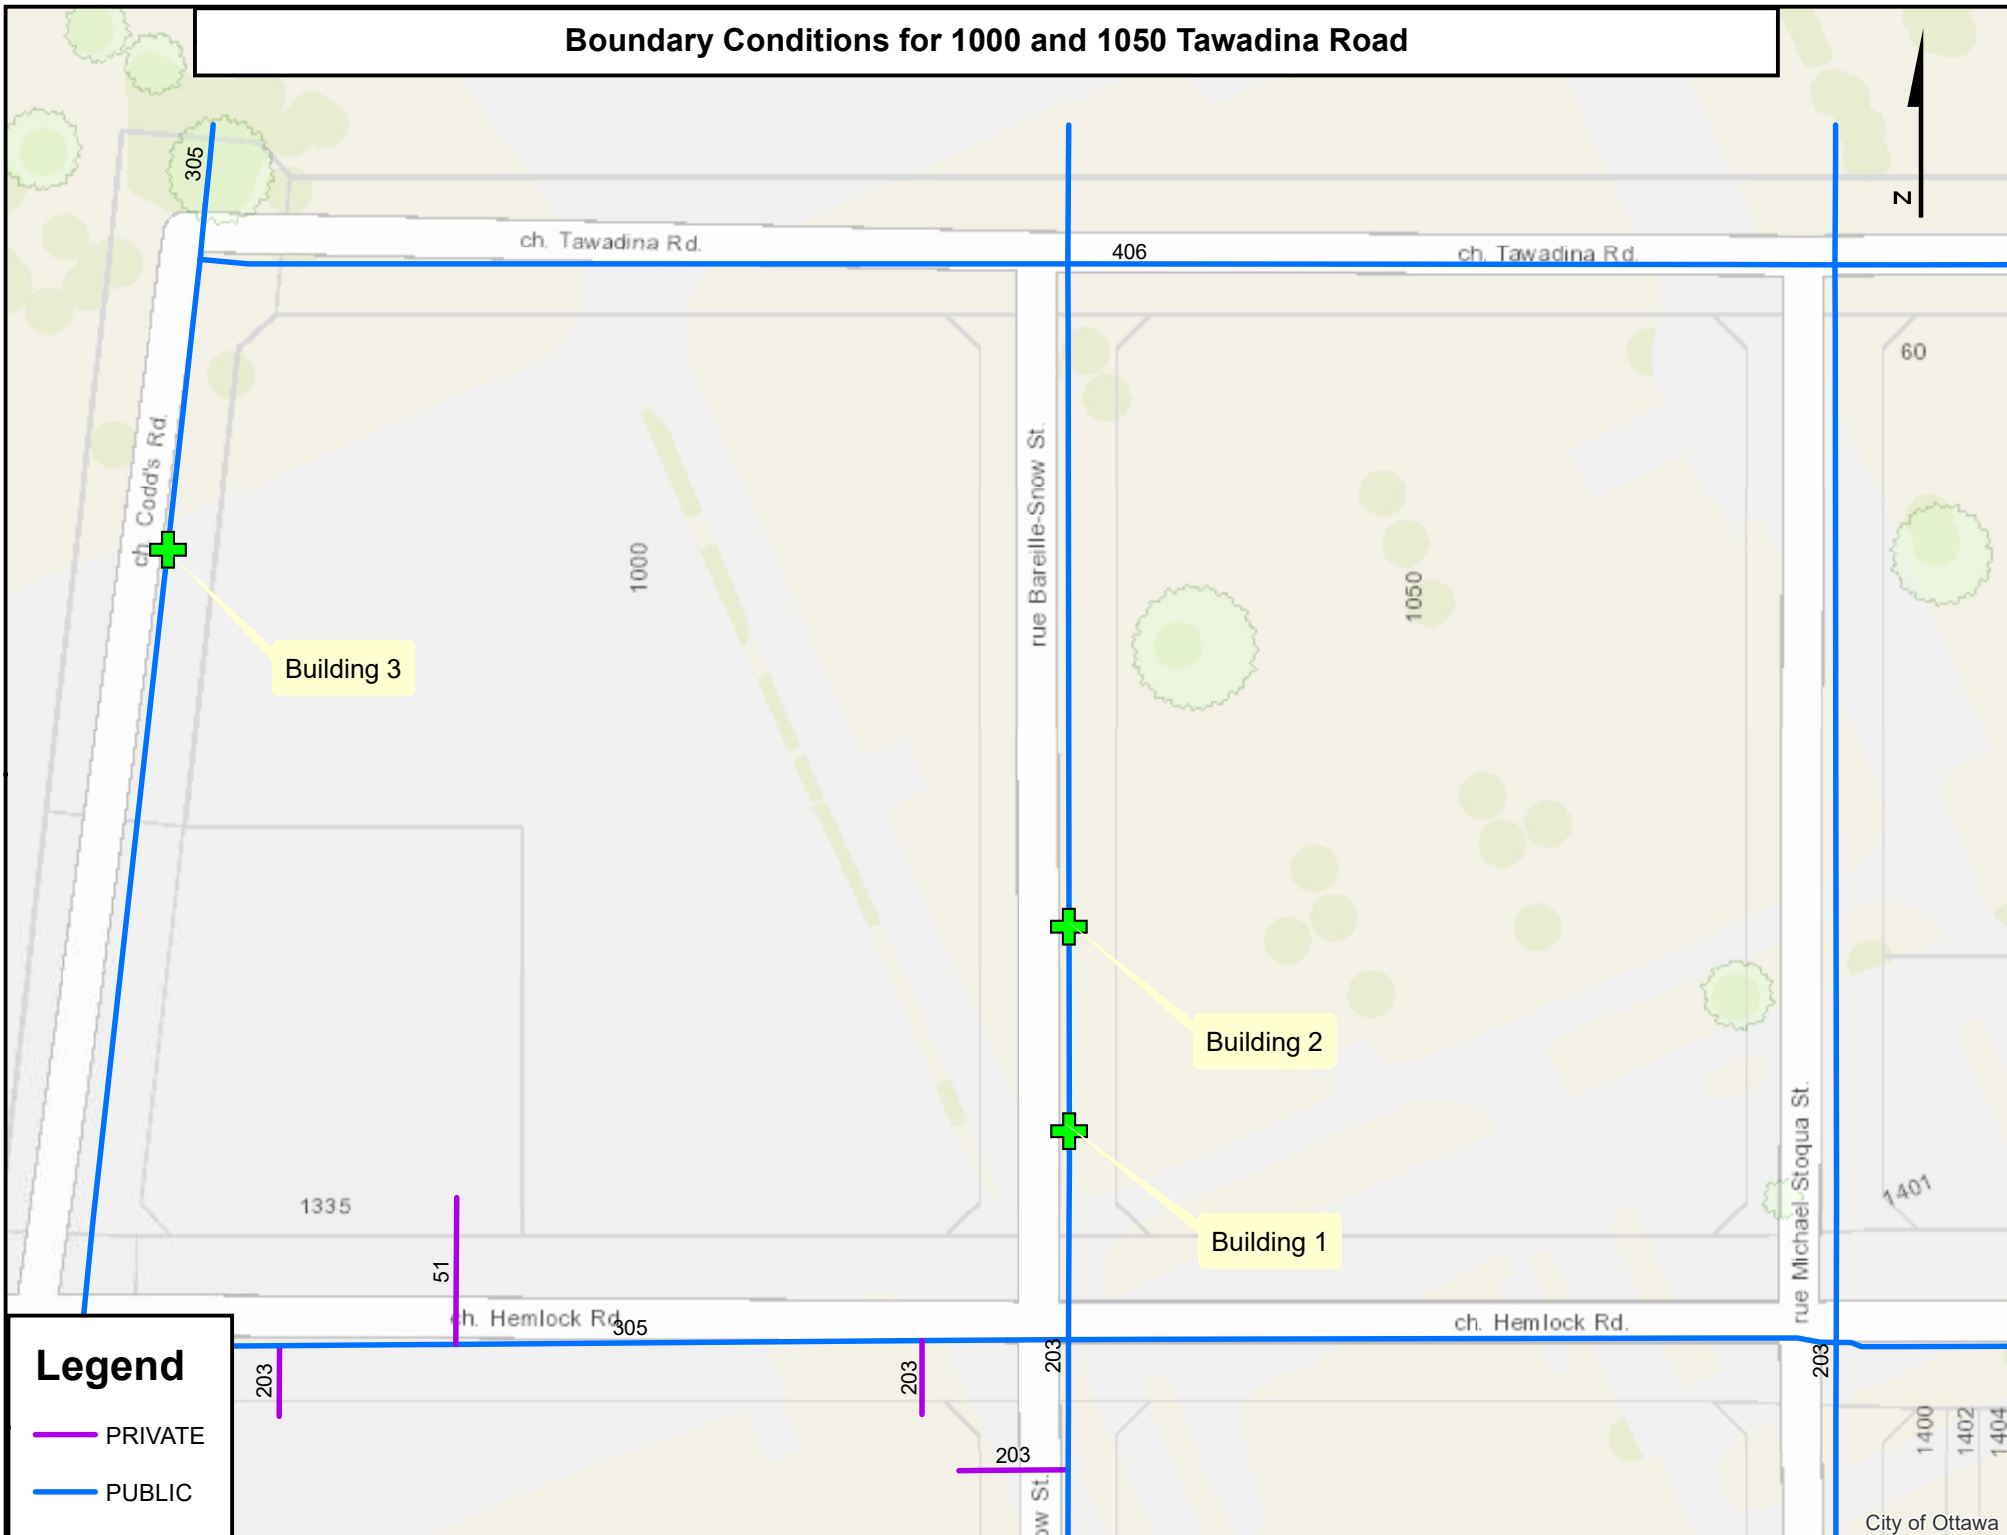 Boundary Conditions for 1000 and 1050 Tawadina Road
N
305
ch. Tawadina Rd.
406
ch. Tawadina Rd.
60
ch. Codd's Rd.
1000
rue Bareille-Snow St.
1050
Building 3
Building 2
Building 1
1335
51
rue Michael-Stoqua St.
1401
ch. Hemlock Rd.
305
ch. Hemlock Rd.
203
203
203
203
203
ow St.
1400
1402
1404
Legend
PRIVATE
PUBLIC
City of Ottawa